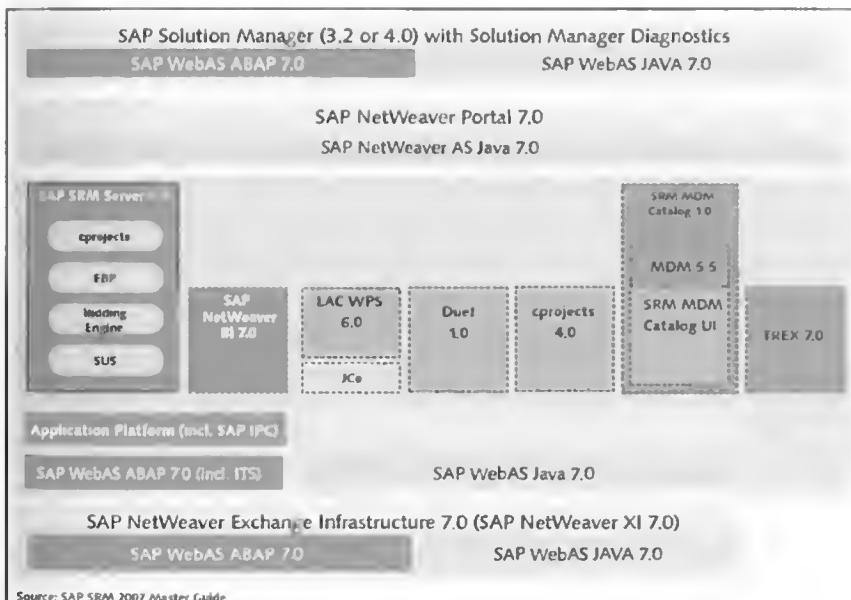 SAP Solution Manager (3.2 or 4.0) with Solution Manager Diagnostics
SAP WebAS ABAP 7.0
SAP WebAS JAVA 7.0
SAP NetWeaver Portal 7.0
SAP NetWeaver AS Java 7.0
SAP SRM Server
cprojects
EBP
Bidding
Engine
SUS
SAP
NetWeaver
BI 7.0
LAC WPS
6.0
JCo
Duet
1.0
cprojects
4.0
SRM MDM
Catalog 1.0
MDM 5.5
SRM MDM
Catalog UI
TREX 7.0
Application Platform (incl. SAP IPC)
SAP WebAS ABAP 7.0 (incl. ITS)
SAP WebAS Java 7.0
SAP NetWeaver Exchange Infrastructure 7.0 (SAP NetWeaver XI 7.0)
SAP WebAS ABAP 7.0
SAP WebAS JAVA 7.0
Source: SAP SRM 2007 Master Guide